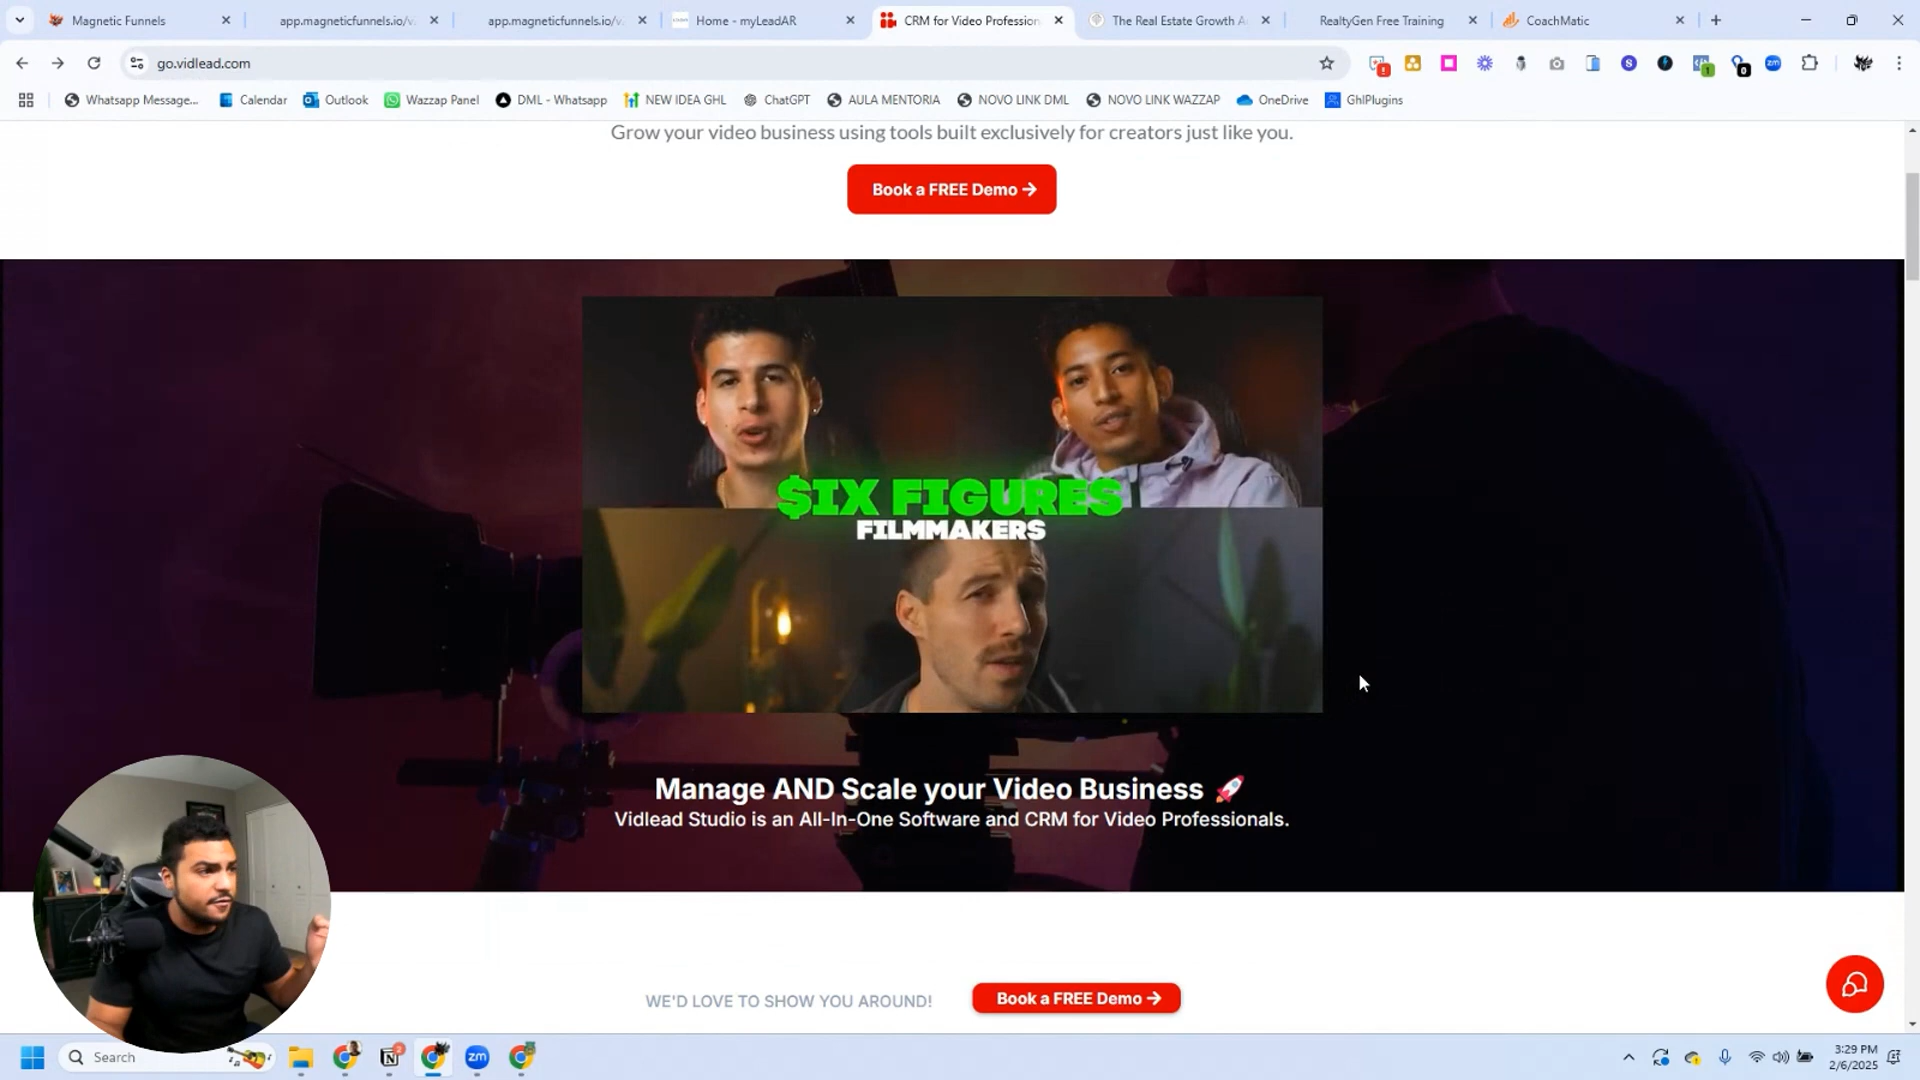 Magnetic Funnels
app.magneticfunnels.io/v
app.magneticfunnels.io/v
Home - myLeadAR
CRM for Video Profession
The Real Estate Growth A
RealtyGen Free Training
CoachMatic
go.vidlead.com
Whatsapp Message...
Calendar
Outlook
Wazzap Panel
DML - Whatsapp
NEW IDEA GHL
ChatGPT
AULA MENTORIA
NOVO LINK DML
NOVO LINK WAZZAP
OneDrive
GhlPlugins
Grow your video business using tools built exclusively for creators just like you.
Book a FREE Demo →
$IX FIGURES
FILMMAKERS
Manage AND Scale your Video Business 🚀
Vidlead Studio is an All-In-One Software and CRM for Video Professionals.
WE'D LOVE TO SHOW YOU AROUND!
Book a FREE Demo →
Search
3:29 PM
2/6/2025